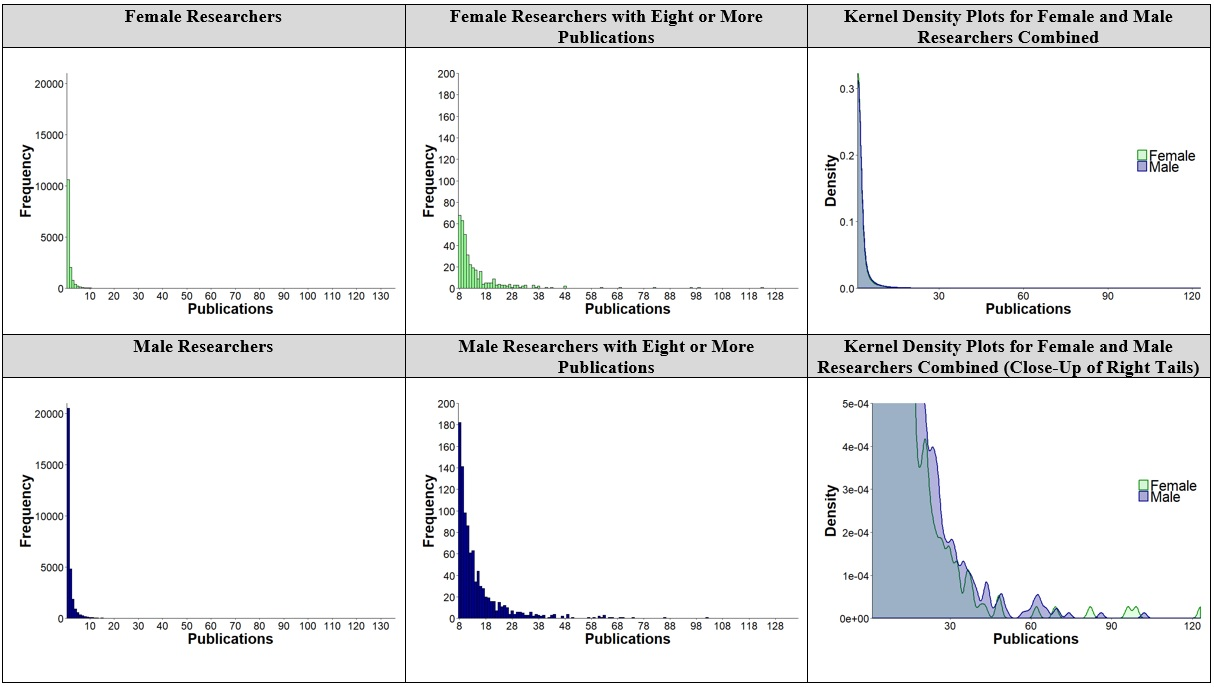 Female Researchers
Female Researchers with Eight or More
Publications
Kernel Density Plots for Female and Male
Researchers Combined
20000
15000
10000
5000
0
Frequency
10 20 30 40 50 60 70 80 90 100 110 120 130
Publications
200
180
160
140
120
100
80
60
40
20
0
Frequency
8 18 28 38 48 58 68 78 88 98 108 118 128
Publications
0.3
0.2
0.1
0.0
Density
30 60 90 120
Publications
Female
Male
Male Researchers
Male Researchers with Eight or More
Publications
Kernel Density Plots for Female and Male
Researchers Combined (Close-Up of Right Tails)
20000
15000
10000
5000
0
Frequency
10 20 30 40 50 60 70 80 90 100 110 120 130
Publications
200
180
160
140
120
100
80
60
40
20
0
Frequency
8 18 28 38 48 58 68 78 88 98 108 118 128
Publications
5e-04
4e-04
3e-04
2e-04
1e-04
0e+00
Density
30 60 90 120
Publications
Female
Male